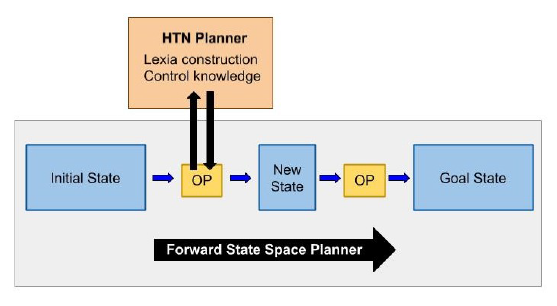 HTN Planner
Lexia construction
Control knowledge
Initial State
OP
New
State
OP
Goal State
Forward State Space Planner